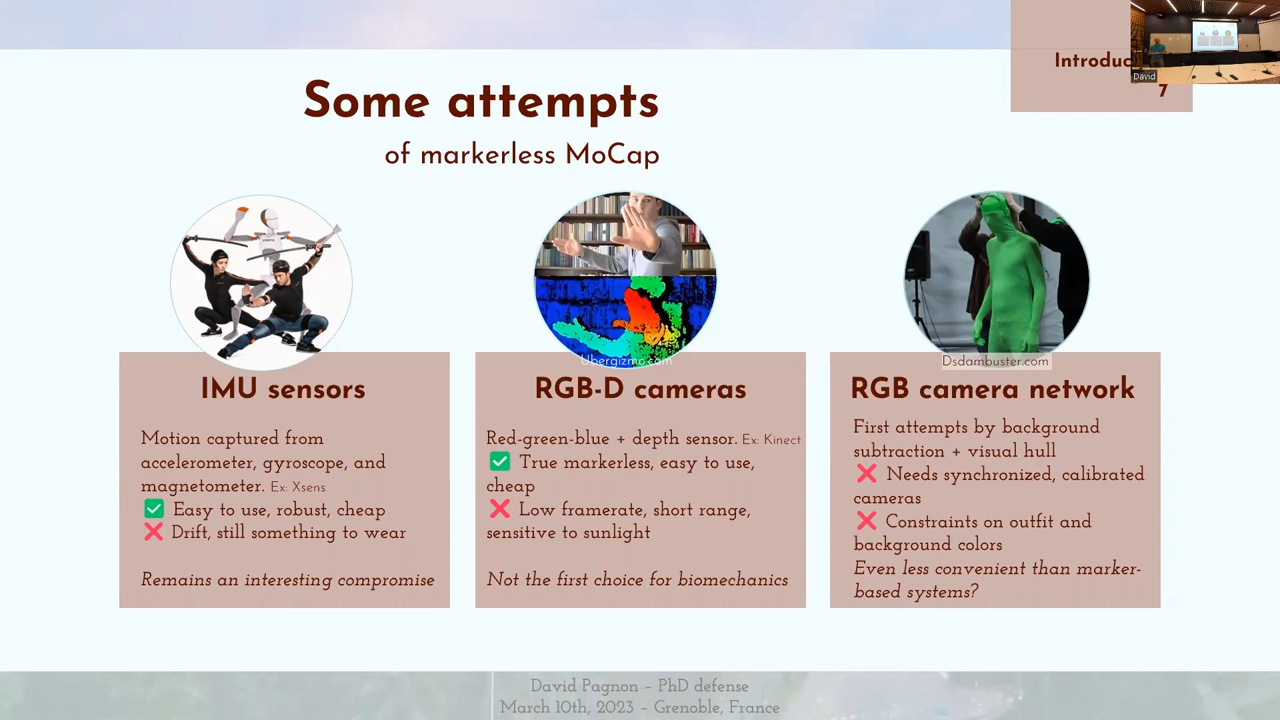 Introduc
David
7
Some attempts
of markerless MoCap
Ubergizmo.com
Dsdambuster.com
IMU sensors
Motion captured from
accelerometer, gyroscope, and
magnetometer. Ex: Xsens
✅ Easy to use, robust, cheap
❌ Drift, still something to wear
Remains an interesting compromise
RGB-D cameras
Red-green-blue + depth sensor. Ex: Kinect
✅ True markerless, easy to use,
cheap
❌ Low framerate, short range,
sensitive to sunlight
Not the first choice for biomechanics
RGB camera network
First attempts by background
subtraction + visual hull
❌ Needs synchronized, calibrated
cameras
❌ Constraints on outfit and
background colors
Even less convenient than marker-
based systems?
David Pagnon – PhD defense
March 10th, 2023 – Grenoble, France